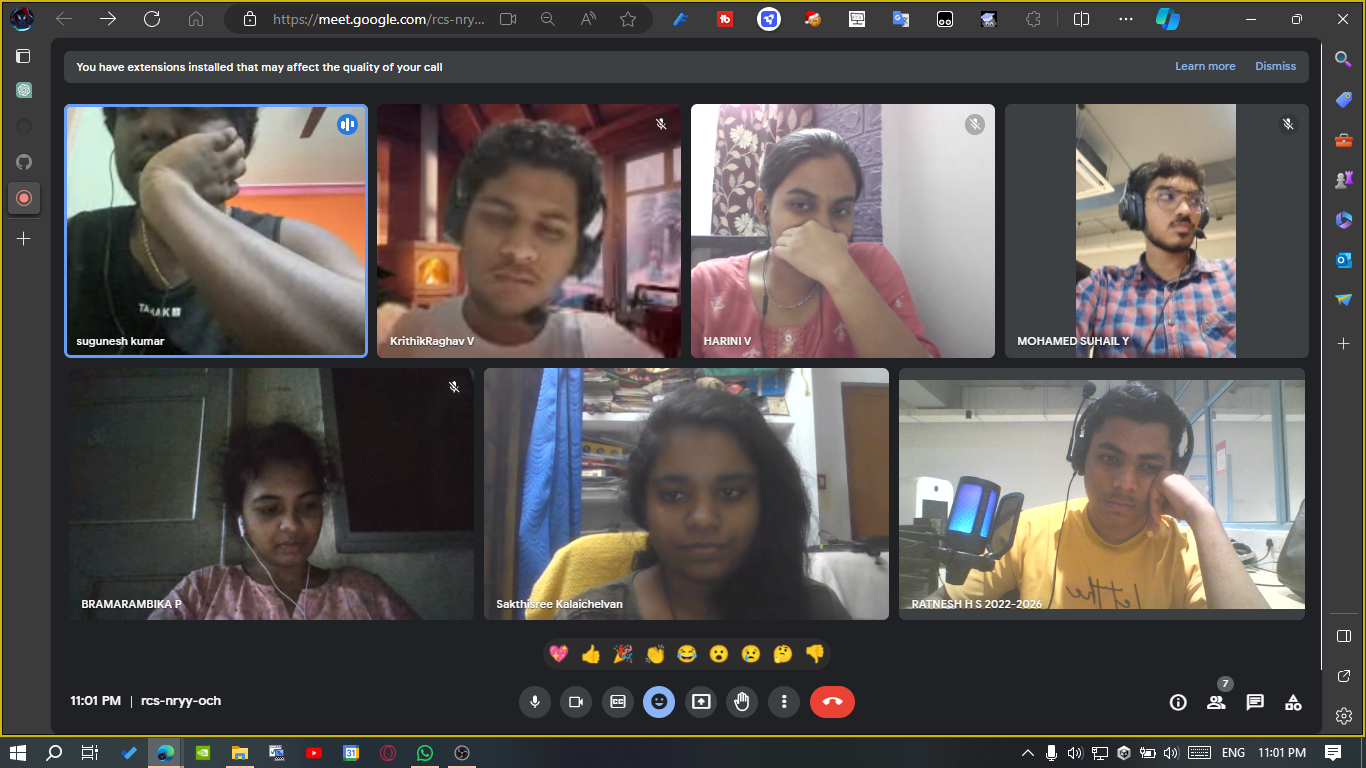 https://meet.google.com/rcs-nry...
You have extensions installed that may affect the quality of your call
Learn more
Dismiss
sugunesh kumar
KrithikRaghav V
HARINI V
MOHAMED SUHAIL Y
BRAMARAMBIKA P
Sakthisree Kalaichelvan
RATNESH H S 2022-2026
let the
7
11:01 PM | rcs-nryy-och
ENG
11:01 PM